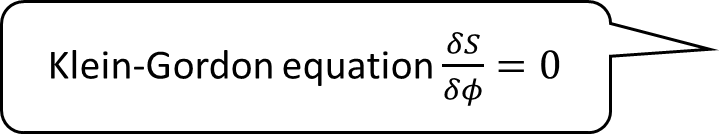 Klein-Gordon equation δS/δϕ = 0